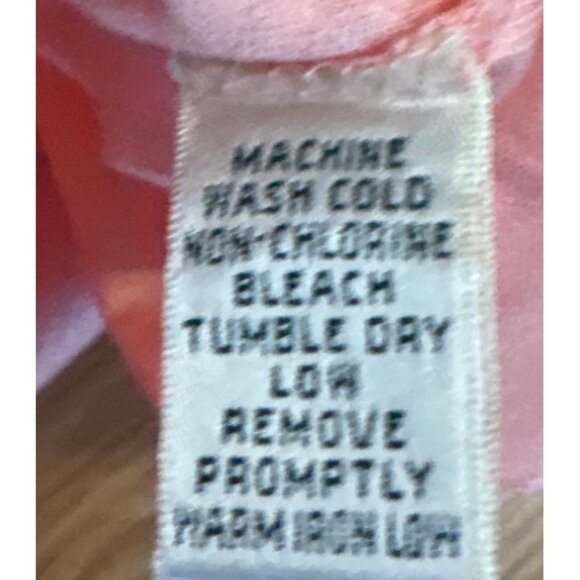 MACHINE
WASH COLD
NON-CHLORINE
BLEACH
TUMBLE DRY
LOW
REMOVE
PROMPTLY
WARM IRON LOW